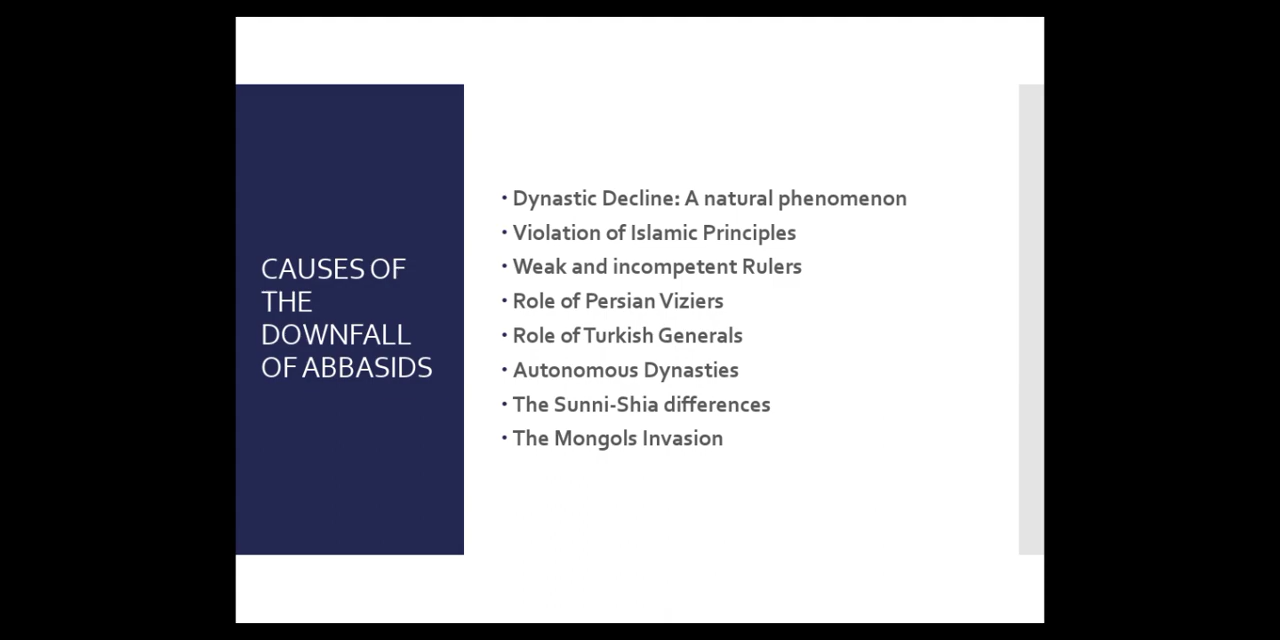 CAUSES OF
THE
DOWNFALL
OF ABBASIDS
• Dynastic Decline: A natural phenomenon
• Violation of Islamic Principles
• Weak and incompetent Rulers
• Role of Persian Viziers
• Role of Turkish Generals
• Autonomous Dynasties
• The Sunni-Shia differences
• The Mongols Invasion